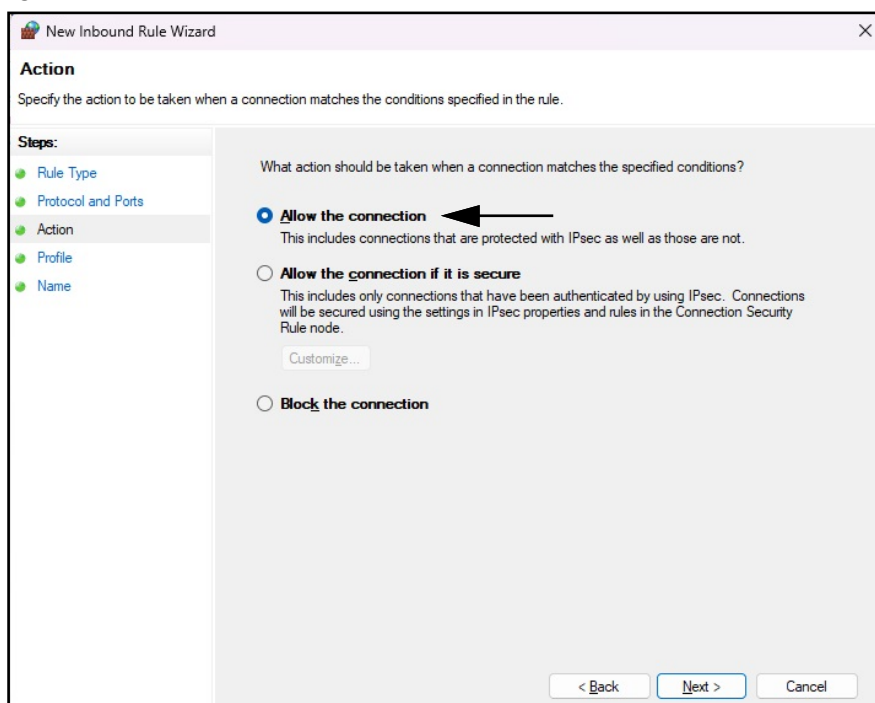 New Inbound Rule Wizard
Action
Specify the action to be taken when a connection matches the conditions specified in the rule.
Steps:
Rule Type
Protocol and Ports
Action
Profile
Name
What action should be taken when a connection matches the specified conditions?
Allow the connection
This includes connections that are protected with IPsec as well as those are not.
Allow the connection if it is secure
This includes only connections that have been authenticated by using IPsec. Connections
will be secured using the settings in IPsec properties and rules in the Connection Security
Rule node.
Customize...
Block the connection
< Back
Next >
Cancel